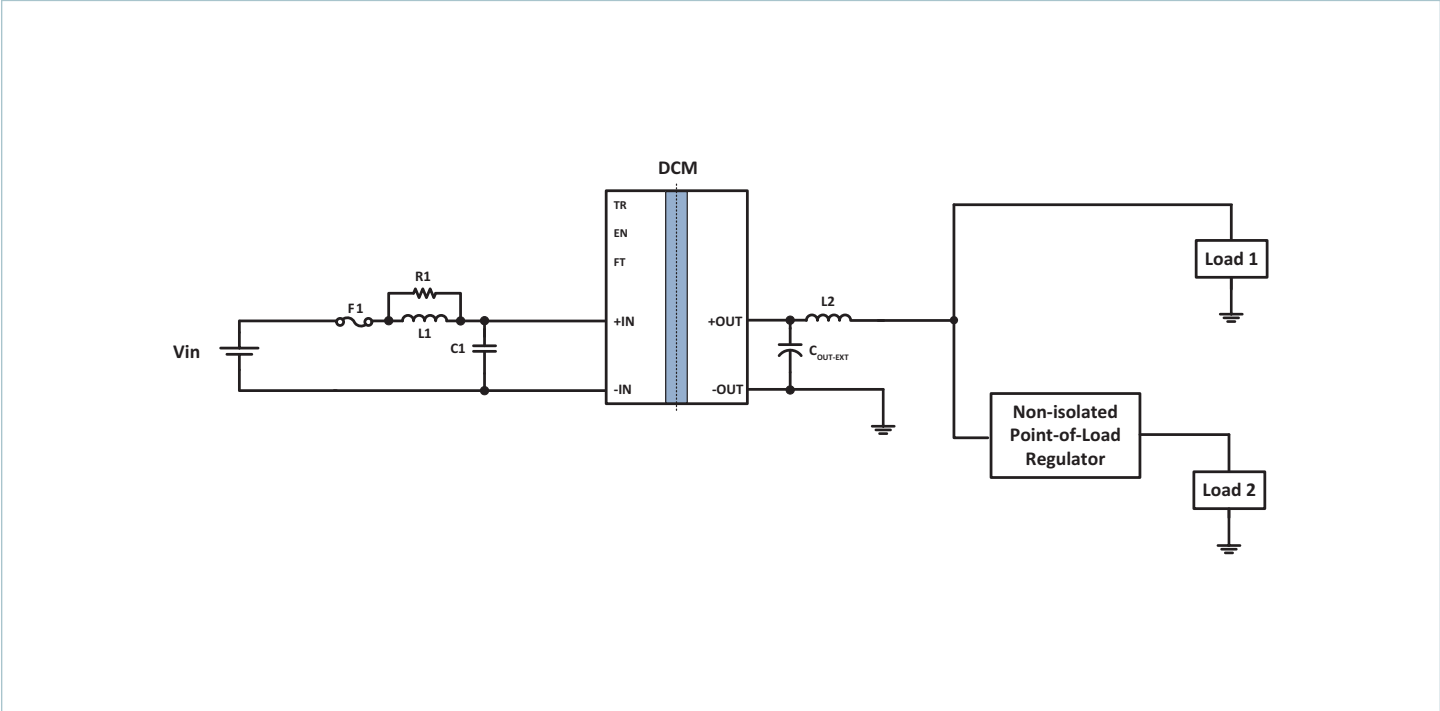 DCM
TR
EN
FT
R1
F1
L1
C1
Vin
+IN
-IN
+OUT
-OUT
L2
COUT-EXT
Load 1
Non-isolated
Point-of-Load
Regulator
Load 2